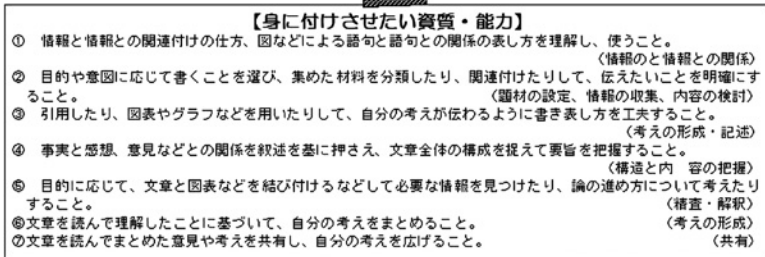 【身に付けさせたい資質・能力】
① 情報と情報との関連付けの仕方、図などによる語句と語句との関係の表し方を理解し、使うこと。
〈情報のと情報との関係〉
② 目的や意図に応じて書くことを選び、集めた材料を分類したり、関連付けたりして、伝えたいことを明確にす
ること。 〈題材の設定、情報の収集、内容の検討〉
③ 引用したり、図表やグラフなどを用いたりして、自分の考えが伝わるように書き表し方を工夫すること。
〈考えの形成・記述〉
④ 事実と感想、意見などとの関係を叙述を基に押さえ、文章全体の構成を捉えて要旨を把握すること。
〈構造と内 容の把握〉
⑤ 目的に応じて、文章と図表などを結び付けるなどして必要な情報を見つけたり、論の進め方について考えたり
すること。 〈精査・解釈〉
⑥文章を読んで理解したことに基づいて、自分の考えをまとめること。 〈考えの形成〉
⑦文章を読んでまとめた意見や考えを共有し、自分の考えを広げること。 〈共有〉